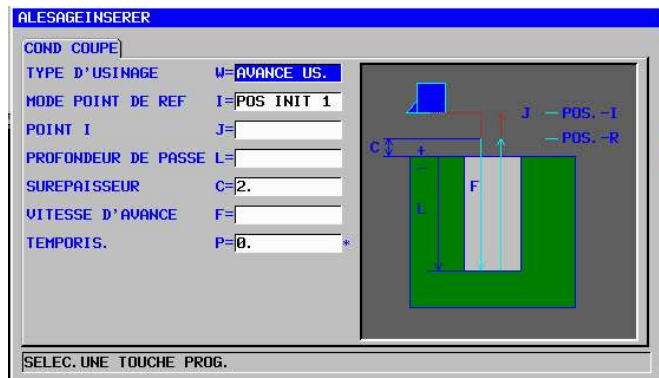 ALESAGEINSERER
COND COUPE
TYPE D'USINAGE W=AVANCE US.
MODE POINT DE REF I=POS INIT 1
POINT I J=
PROFONDEUR DE PASSE L=
SUREPAISSEUR C=2.
VITESSE D'AVANCE F=
TEMPORIS. P=0. *
J – POS.-I
– POS.-R
C
+
–
F
L
SELEC.UNE TOUCHE PROG.